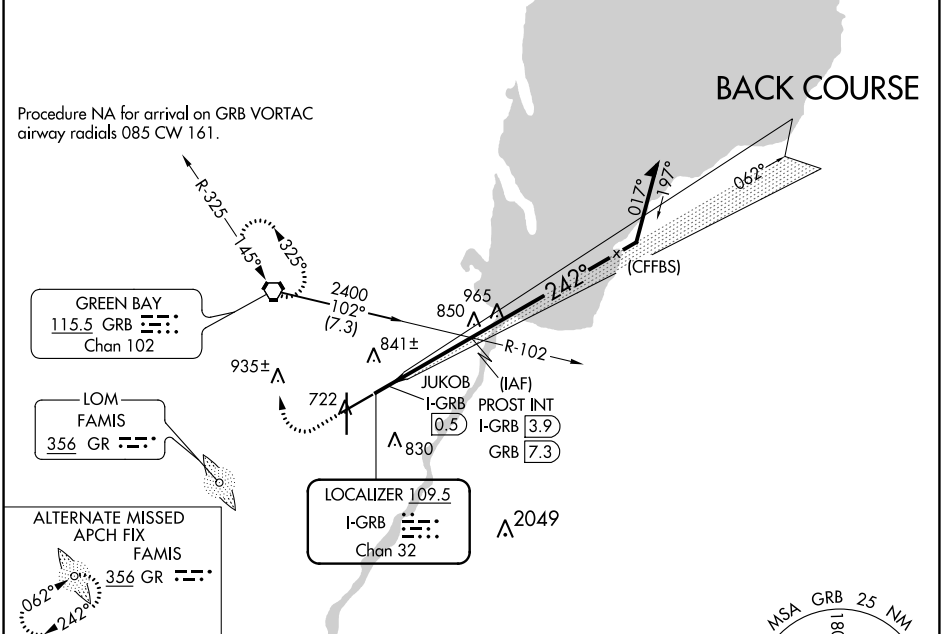 BACK COURSE
Procedure NA for arrival on GRB VORTAC
airway radials 085 CW 161.
R-325
145°
325°
017°
197°
062°
242°
(CFFBS)
GREEN BAY
115.5 GRB
Chan 102
2400
102°
(7.3)
965
850
R-102
841±
935±
JUKOB
I-GRB
0.5
(IAF)
PROST INT
I-GRB 3.9
GRB 7.3
722
830
LOM
FAMIS
356 GR
LOCALIZER 109.5
I-GRB
Chan 32
2049
ALTERNATE MISSED
APCH FIX
FAMIS
356 GR
062°
242°
MSA GRB 25 NM
180